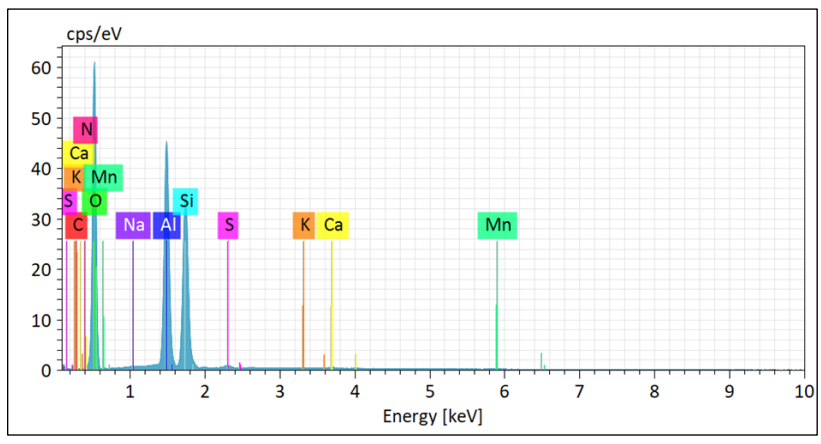 cps/eV
60
50
40
30
20
10
0
N
Ca
K Mn
S O Si
C Na Al S K Ca Mn
1 2 3 4 5 6 7 8 9 10
Energy [keV]